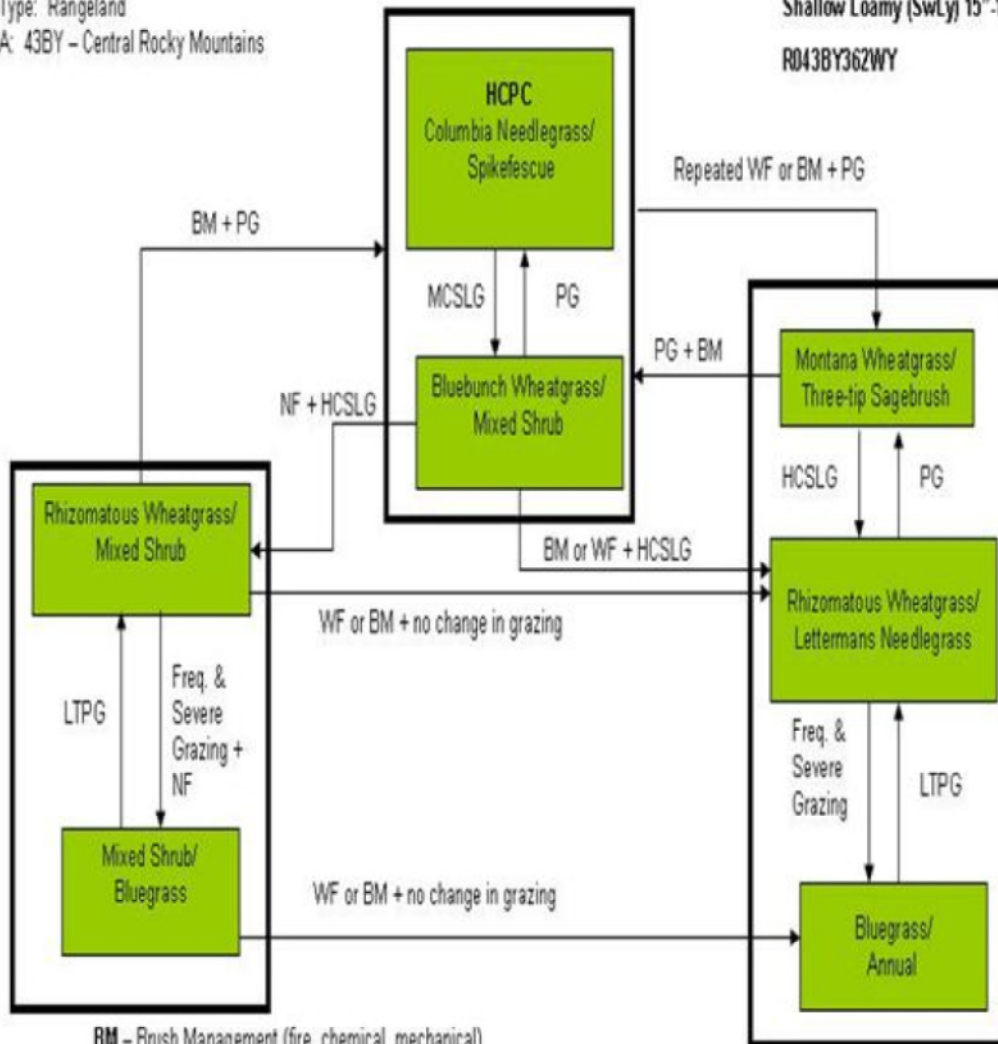 Type: Rangeland
A: 43BY – Central Rocky Mountains
Shallow Loamy (SwLy) 15"-
R043BY362WY
HCPC
Columbia Needlegrass/
Spikefescue
Repeated WF or BM + PG
BM + PG
MCSLG
PG
PG + BM
Montana Wheatgrass/
Three-tip Sagebrush
Bluebunch Wheatgrass/
Mixed Shrub
NF + HCSLG
HCSLG
PG
Rhizomatous Wheatgrass/
Mixed Shrub
BM or WF + HCSLG
Rhizomatous Wheatgrass/
Lettermans Needlegrass
WF or BM + no change in grazing
LTPG
Freq. &
Severe
Grazing +
NF
Freq. &
Severe
Grazing
LTPG
Mixed Shrub/
Bluegrass
WF or BM + no change in grazing
Bluegrass/
Annual
BM – Brush Management (fire, chemical, mechanical)